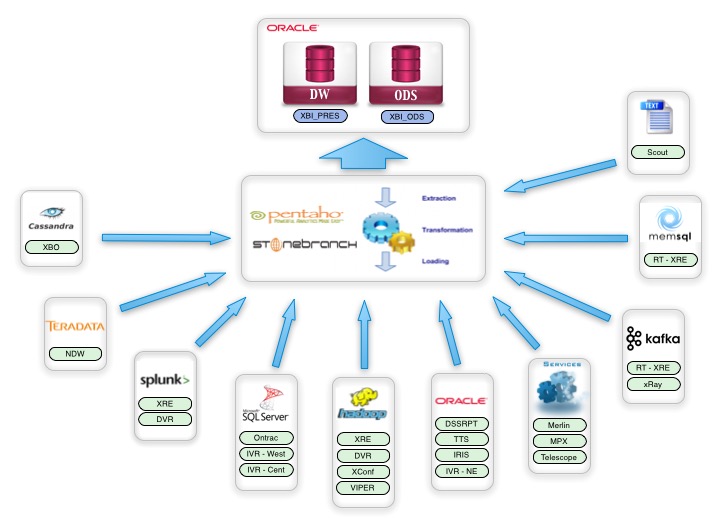 ORACLE
DW
ODS
XBI_PRES
XBI_ODS
TEXT
Scout
pentaho
STONEBRANCH
Extraction
Transformation
Loading
Cassandra
XBO
memsql
RT - XRE
TERADATA
NDW
kafka
RT - XRE
xRay
splunk>
XRE
DVR
Microsoft
SQL Server
Ontrac
IVR - West
IVR - Cent
hadoop
XRE
DVR
XConf
VIPER
ORACLE
DSSRPT
TTS
IRIS
IVR - NE
SERVICES
Merlin
MPX
Telescope